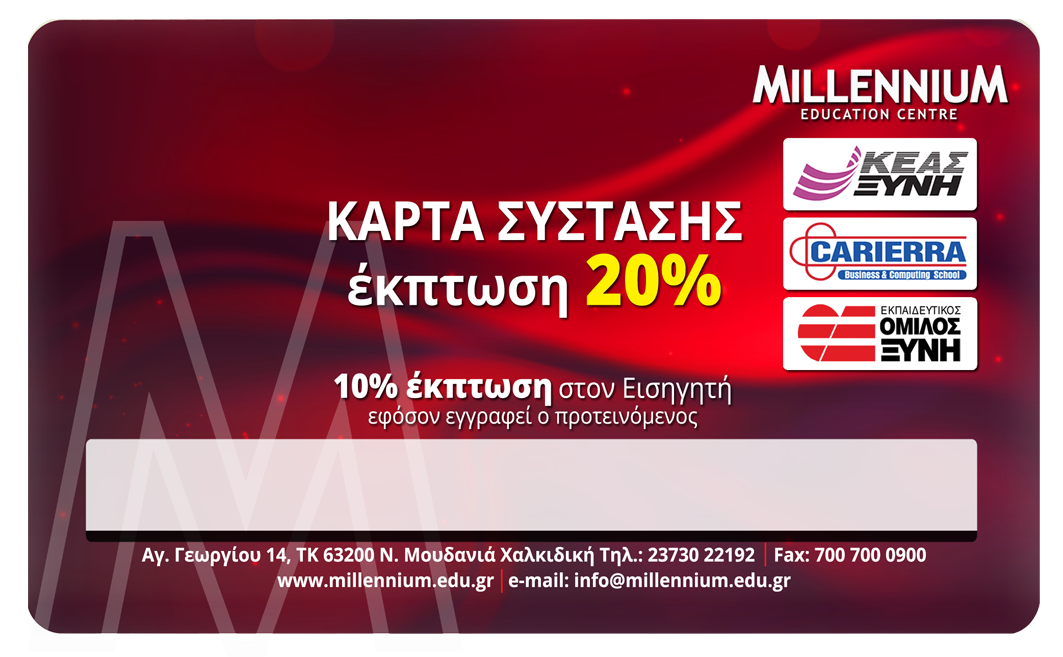 MILLENNIUM
EDUCATION CENTRE
ΚΕΑΣ
ΞΥΝΗ
ΚΑΡΤΑ ΣΥΣΤΑΣΗΣ
έκπτωση 20%
CARIERRA
Business & Computing School
ΕΚΠΑΙΔΕΥΤΙΚΟΣ
ΟΜΙΛΟΣ
ΞΥΝΗ
10% έκπτωση στον Εισηγητή
εφόσον εγγραφεί ο προτεινόμενος
Αγ. Γεωργίου 14, ΤΚ 63200 Ν. Μουδανιά Χαλκιδική Τηλ.: 23730 22192 | Fax: 700 700 0900
www.millennium.edu.gr | e-mail: info@millennium.edu.gr